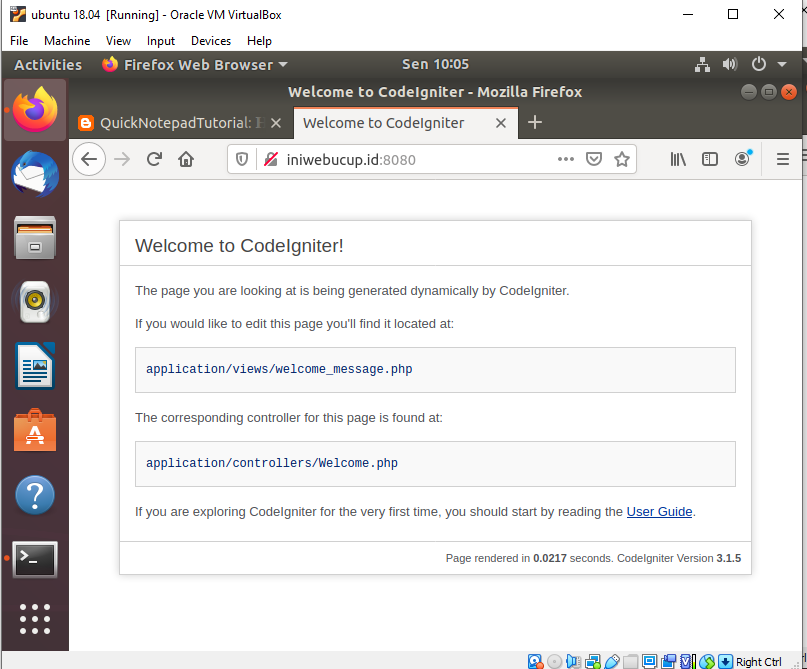 ubuntu 18.04 [Running] - Oracle VM VirtualBox
File Machine View Input Devices Help
Activities Firefox Web Browser Sen 10:05
Welcome to CodeIgniter - Mozilla Firefox
QuickNotepadTutorial: Welcome to CodeIgniter
iniwebucup.id:8080
Welcome to CodeIgniter!
The page you are looking at is being generated dynamically by CodeIgniter.
If you would like to edit this page you'll find it located at:
application/views/welcome_message.php
The corresponding controller for this page is found at:
application/controllers/Welcome.php
If you are exploring CodeIgniter for the very first time, you should start by reading the User Guide.
Page rendered in 0.0217 seconds. CodeIgniter Version 3.1.5
Right Ctrl